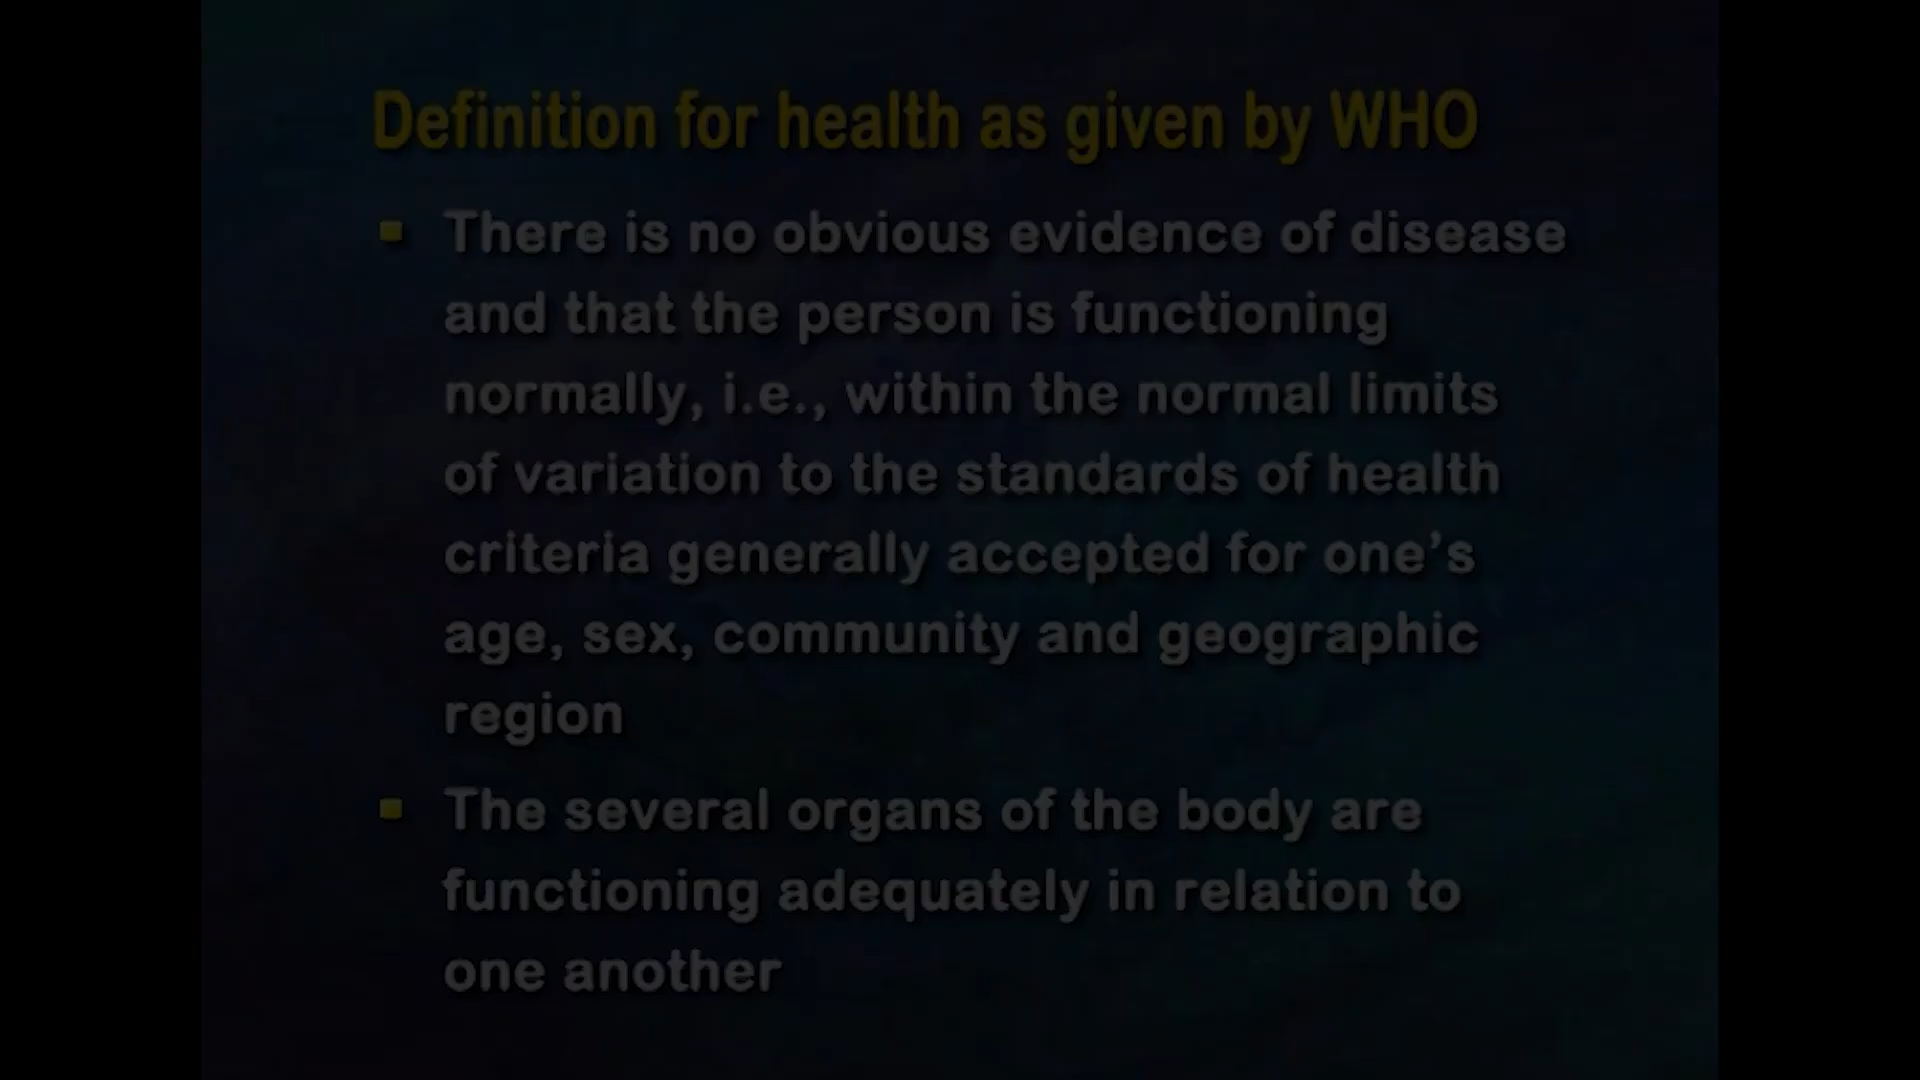 Definition for health as given by WHO
There is no obvious evidence of disease
and that the person is functioning
normally, i.e., within the normal limits
of variation to the standards of health
criteria generally accepted for one’s
age, sex, community and geographic
region
The several organs of the body are
functioning adequately in relation to
one another